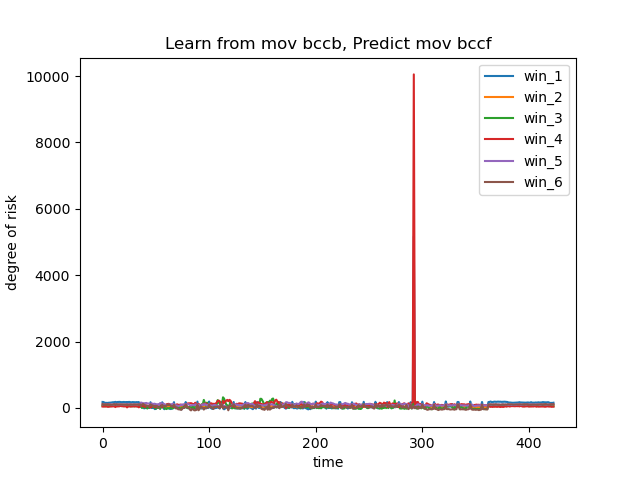 Learn from mov bccb, Predict mov bccf
degree of risk
10000
8000
6000
4000
2000
0
win_1
win_2
win_3
win_4
win_5
win_6
0 100 200 300 400
time